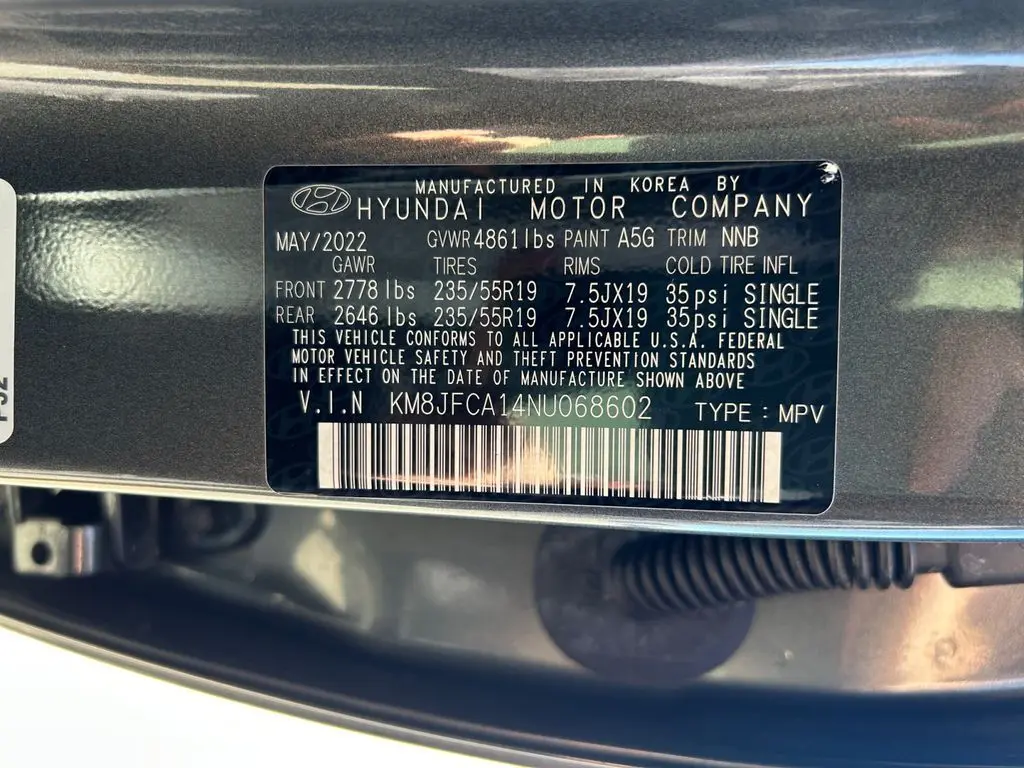 MANUFACTURED IN KOREA BY
HYUNDAI MOTOR COMPANY
MAY/2022 GVWR 4861 lbs PAINT A5G TRIM NNB
GAWR TIRES RIMS COLD TIRE INFL
FRONT 2778 lbs 235/55R19 7.5JX19 35psi SINGLE
REAR 2646 lbs 235/55R19 7.5JX19 35psi SINGLE
THIS VEHICLE CONFORMS TO ALL APPLICABLE U.S.A. FEDERAL
MOTOR VEHICLE SAFETY AND THEFT PREVENTION STANDARDS
IN EFFECT ON THE DATE OF MANUFACTURE SHOWN ABOVE
V.I.N KM8JFCA14NU068602 TYPE : MPV